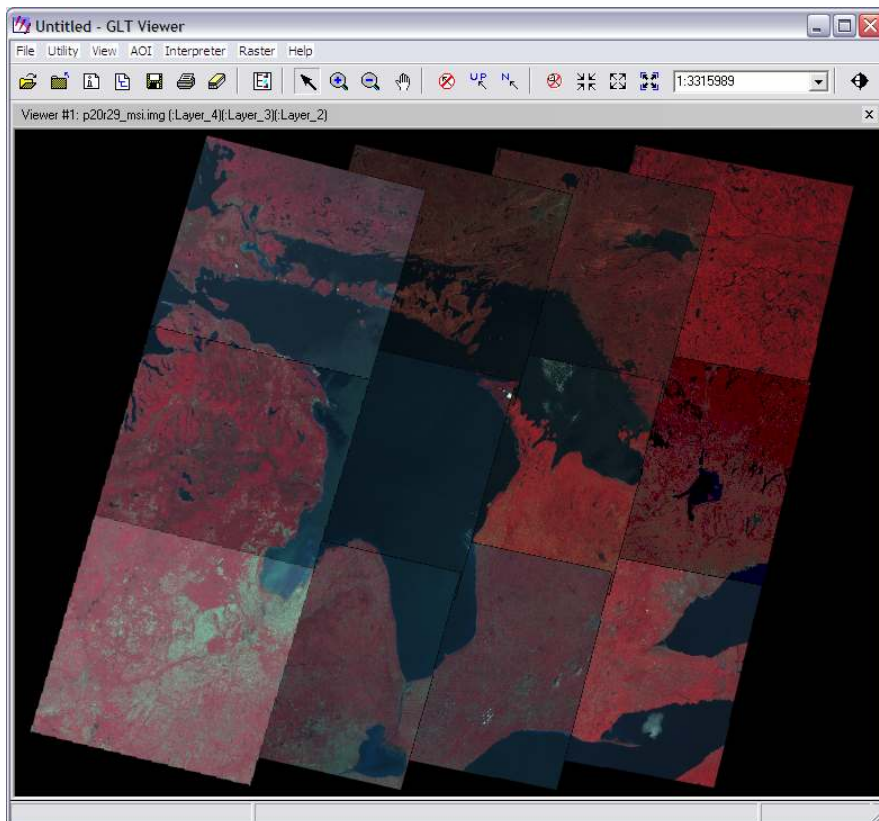 Untitled - GLT Viewer
File Utility View AOI Interpreter Raster Help
UP N 1:3315989
Viewer #1: p20r29_msi.img (:Layer_4)(:Layer_3)(:Layer_2)